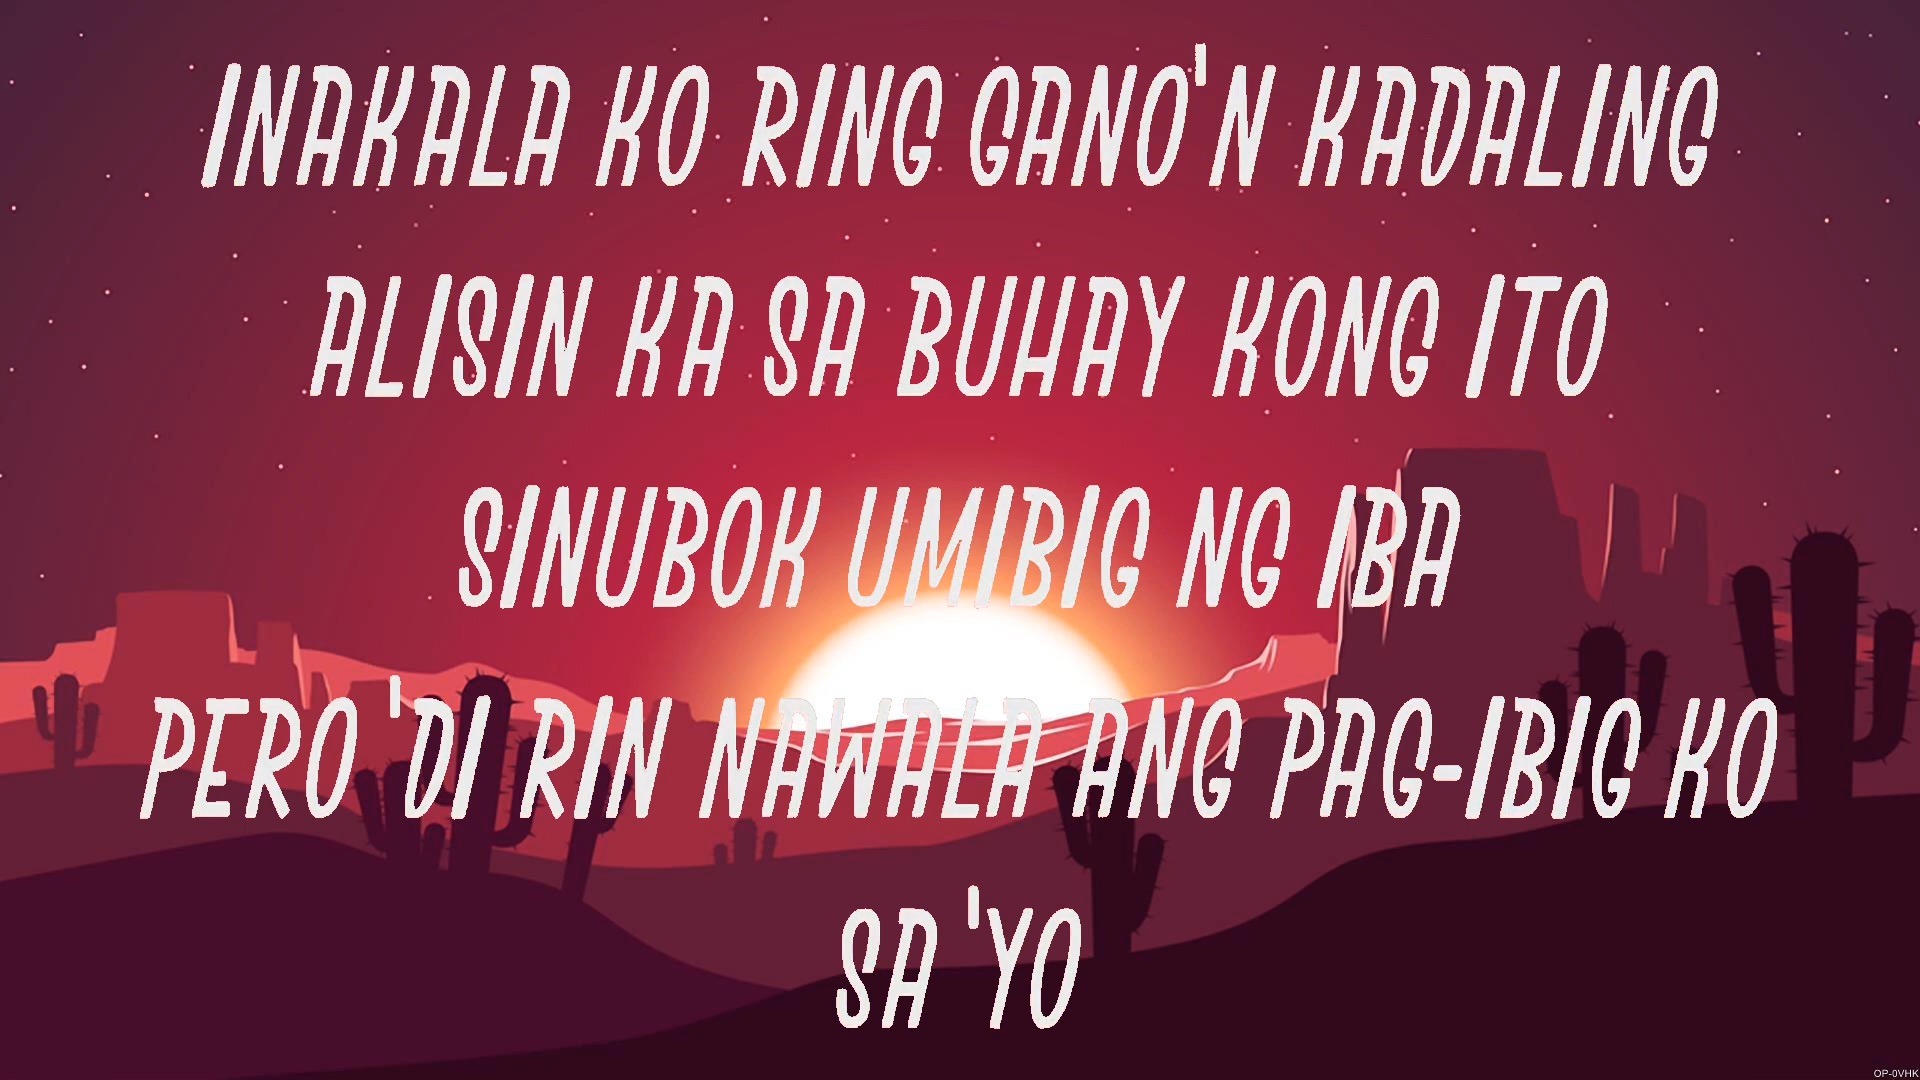 INAKALA KO RING GANO'N KADALING
ALISIN KA SA BUHAY KONG ITO
SINUBOK UMIBIG NG IBA
PERO 'DI RIN NAWALA ANG PAG-IBIG KO
SA 'YO
OP-0VHK